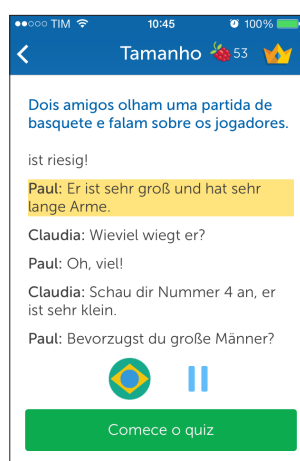 TIM 10:45 100%
Tamanho 53
Dois amigos olham uma partida de
basquete e falam sobre os jogadores.
ist riesig!
Paul: Er ist sehr groß und hat sehr
lange Arme.
Claudia: Wieviel wiegt er?
Paul: Oh, viel!
Claudia: Schau dir Nummer 4 an, er
ist sehr klein.
Paul: Bevorzugst du große Männer?
Comece o quiz